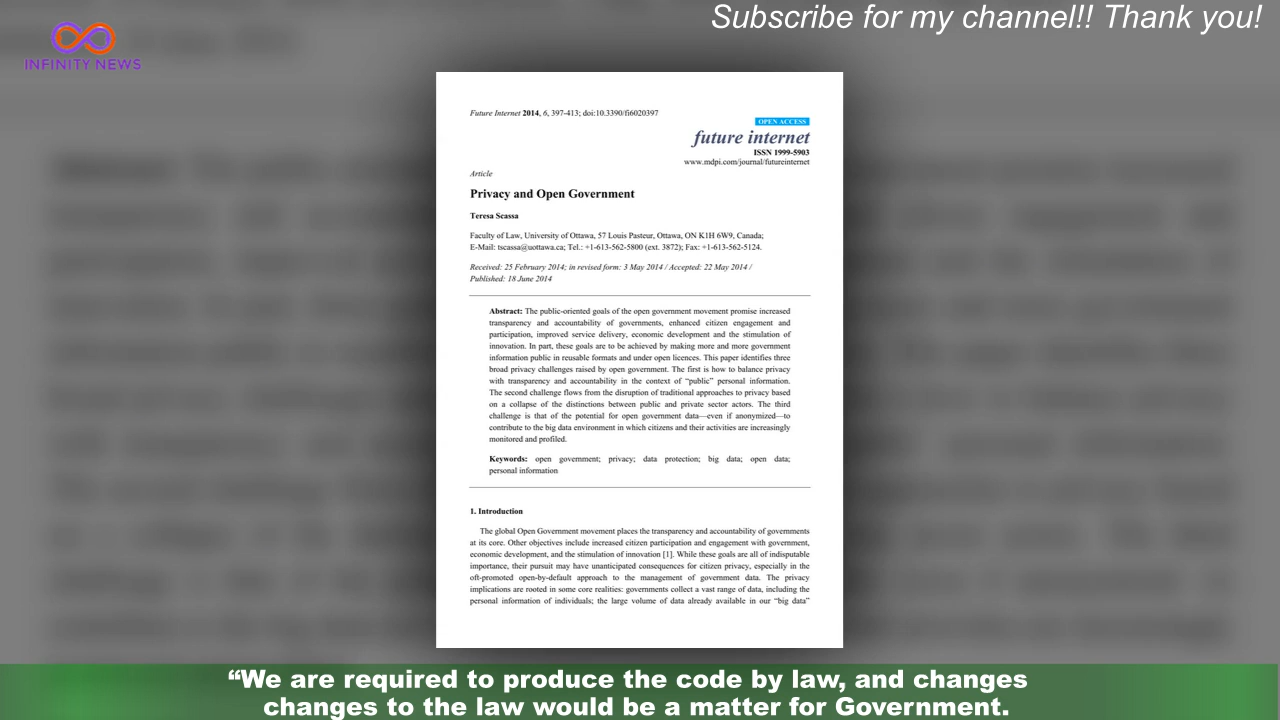 Subscribe for my channel!! Thank you!
INFINITY NEWS
Future Internet 2014, 6, 397-413; doi:10.3390/fi6020397
OPEN ACCESS
future internet
ISSN 1999-5903
www.mdpi.com/journal/futureinternet
Article
Privacy and Open Government
Teresa Scassa
Faculty of Law, University of Ottawa, 57 Louis Pasteur, Ottawa, ON K1H 6W9, Canada;
E-Mail: tscassa@uottawa.ca; Tel.: +1-613-562-5800 (ext. 3872); Fax: +1-613-562-5124.
Received: 25 February 2014; in revised form: 3 May 2014 / Accepted: 22 May 2014 /
Published: 18 June 2014
Abstract: The public-oriented goals of the open government movement promise increased
transparency and accountability of governments, enhanced citizen engagement and
participation, improved service delivery, economic development and the stimulation of
innovation. In part, these goals are to be achieved by making more and more government
information public in reusable formats and under open licences. This paper identifies three
broad privacy challenges raised by open government. The first is how to balance privacy
with transparency and accountability in the context of “public” personal information.
The second challenge flows from the disruption of traditional approaches to privacy based
on a collapse of the distinctions between public and private sector actors. The third
challenge is that of the potential for open government data—even if anonymized—to
contribute to the big data environment in which citizens and their activities are increasingly
monitored and profiled.
Keywords: open government; privacy; data protection; big data; open data;
personal information
1. Introduction
The global Open Government movement places the transparency and accountability of governments
at its core. Other objectives include increased citizen participation and engagement with government,
economic development, and the stimulation of innovation [1]. While these goals are all of indisputable
importance, their pursuit may have unanticipated consequences for citizen privacy, especially in the
oft-promoted open-by-default approach to the management of government data. The privacy
implications are rooted in some core realities: governments collect a vast range of data, including the
personal information of individuals; the large volume of data already available in our “big data”
“We are required to produce the code by law, and changes
changes to the law would be a matter for Government.